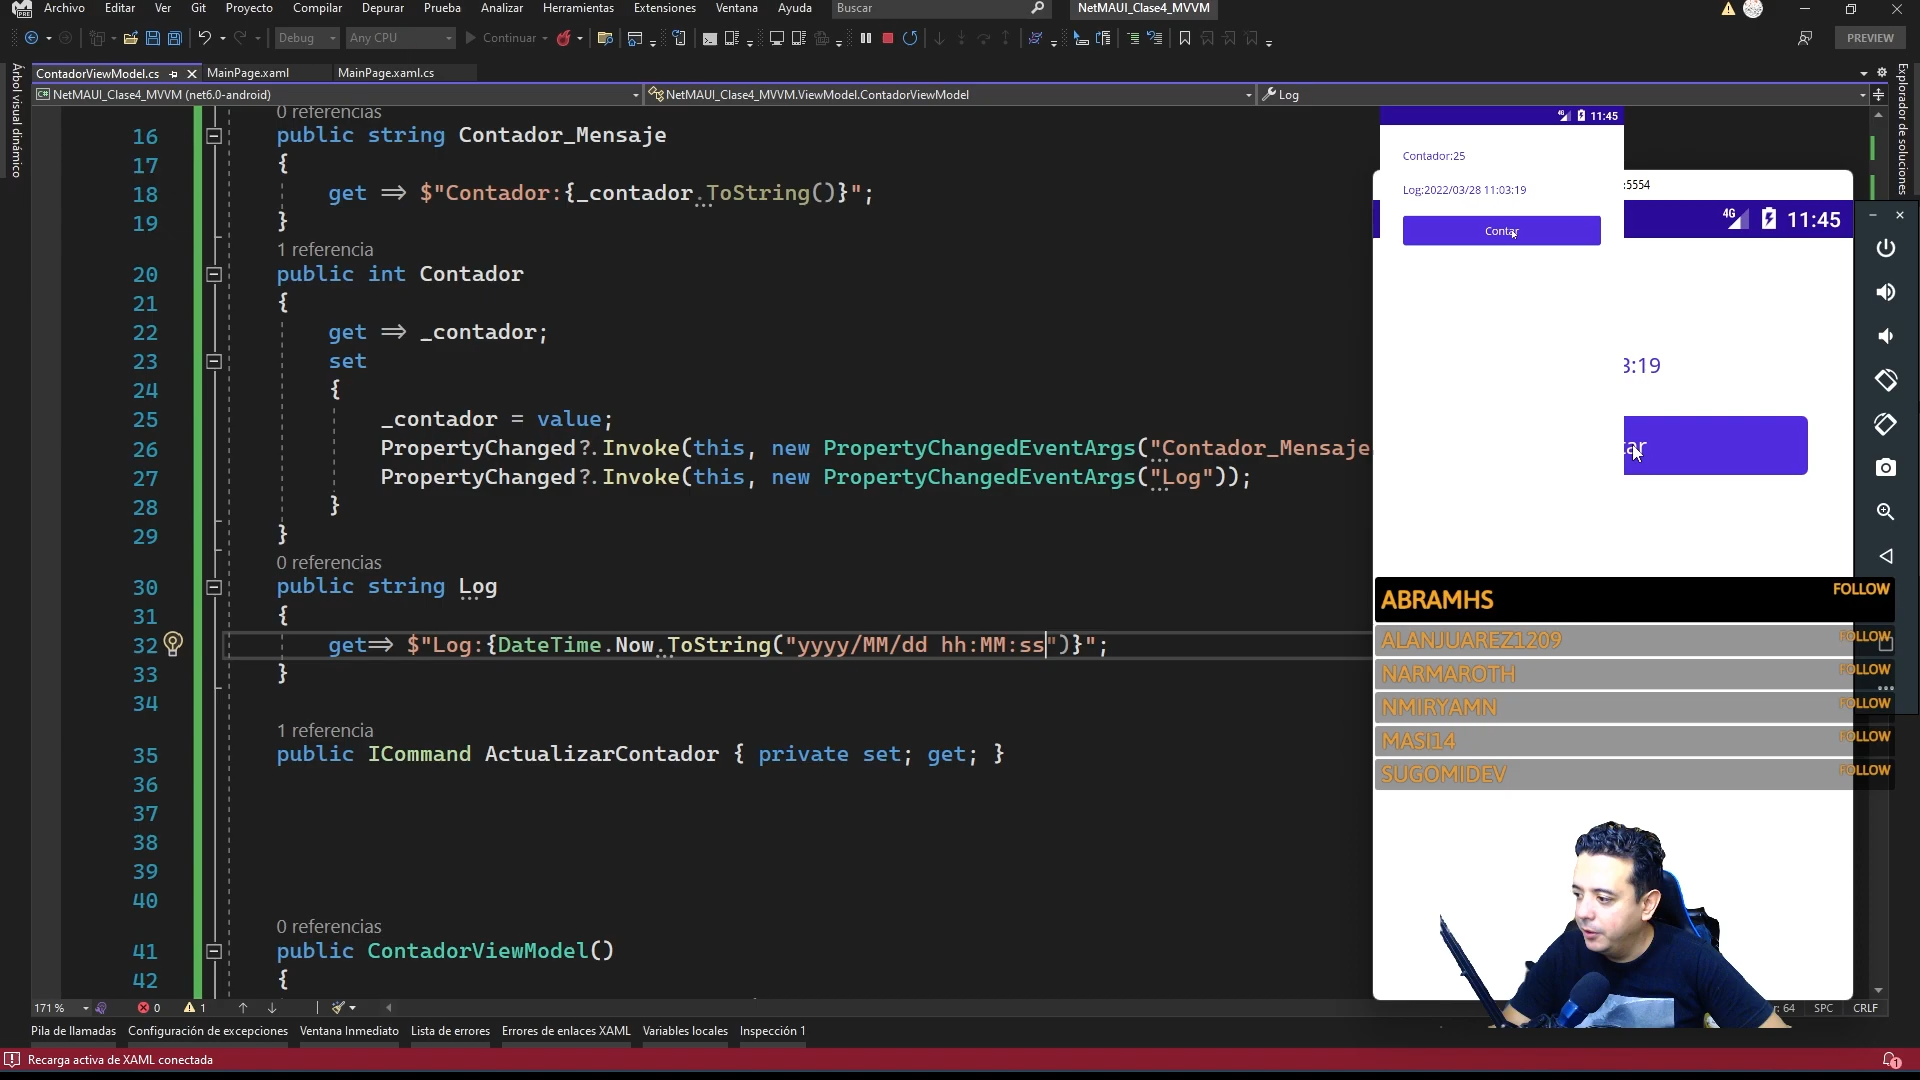 Archivo Editar Ver Git Proyecto Compilar Depurar Prueba Analizar Herramientas Extensiones Ventana Ayuda Buscar NetMAUI_Clase4_MVVM
Debug Any CPU Continuar PREVIEW
ContadorViewModel.cs MainPage.xaml MainPage.xaml.cs
NetMAUI_Clase4_MVVM (net6.0-android) NetMAUI_Clase4_MVVM.ViewModel.ContadorViewModel Log
Árbol visual dinámico
Explorador de soluciones
0 referencias
16 public string Contador_Mensaje
17 {
18 get => $"Contador:{_contador.ToString()}";
19 }
1 referencia
20 public int Contador
21 {
22 get => _contador;
23 set
24 {
25 _contador = value;
26 PropertyChanged?.Invoke(this, new PropertyChangedEventArgs("Contador_Mensaje
27 PropertyChanged?.Invoke(this, new PropertyChangedEventArgs("Log"));
28 }
29 }
0 referencias
30 public string Log
31 {
32 get=> $"Log:{DateTime.Now.ToString("yyyy/MM/dd hh:MM:ss")}";
33 }
34
1 referencia
35 public ICommand ActualizarContador { private set; get; }
36
37
38
39
40
0 referencias
41 public ContadorViewModel()
42 {
11:45
Contador:25
Log:2022/03/28 11:03:19
Contar
:5554
4G 11:45
3:19
tar
ABRAMHS FOLLOW
ALANJUAREZ1209 FOLLOW
NARMAROTH FOLLOW
NMIRYAMN FOLLOW
MASI14 FOLLOW
SUGOMIDEV FOLLOW
171 % 0 1 : 64 SPC CRLF
Pila de llamadas Configuración de excepciones Ventana Inmediato Lista de errores Errores de enlaces XAML Variables locales Inspección 1
Recarga activa de XAML conectada 1